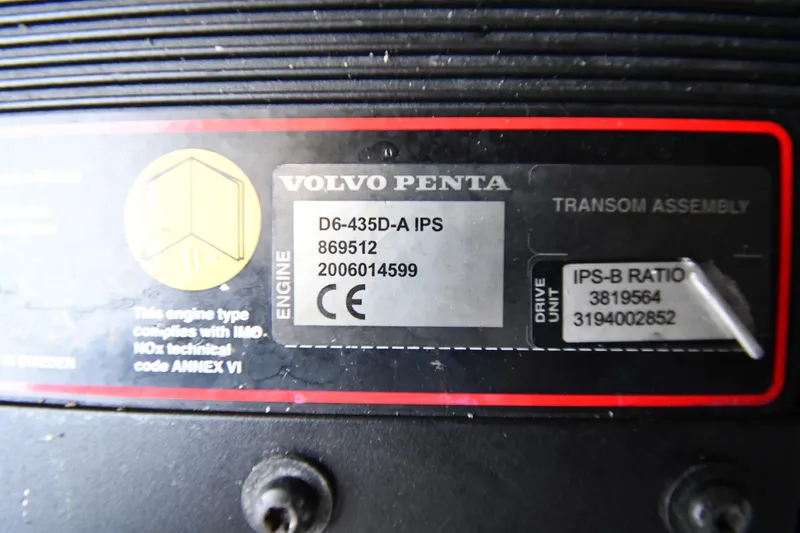 VOLVO PENTA
ENGINE
D6-435D-A IPS
869512
2006014599
CE
TRANSOM ASSEMBLY
DRIVE
UNIT
IPS-B RATIO
3819564
3194002852
This engine type
complies with IMO
NOx technical
code ANNEX VI
SWEDEN